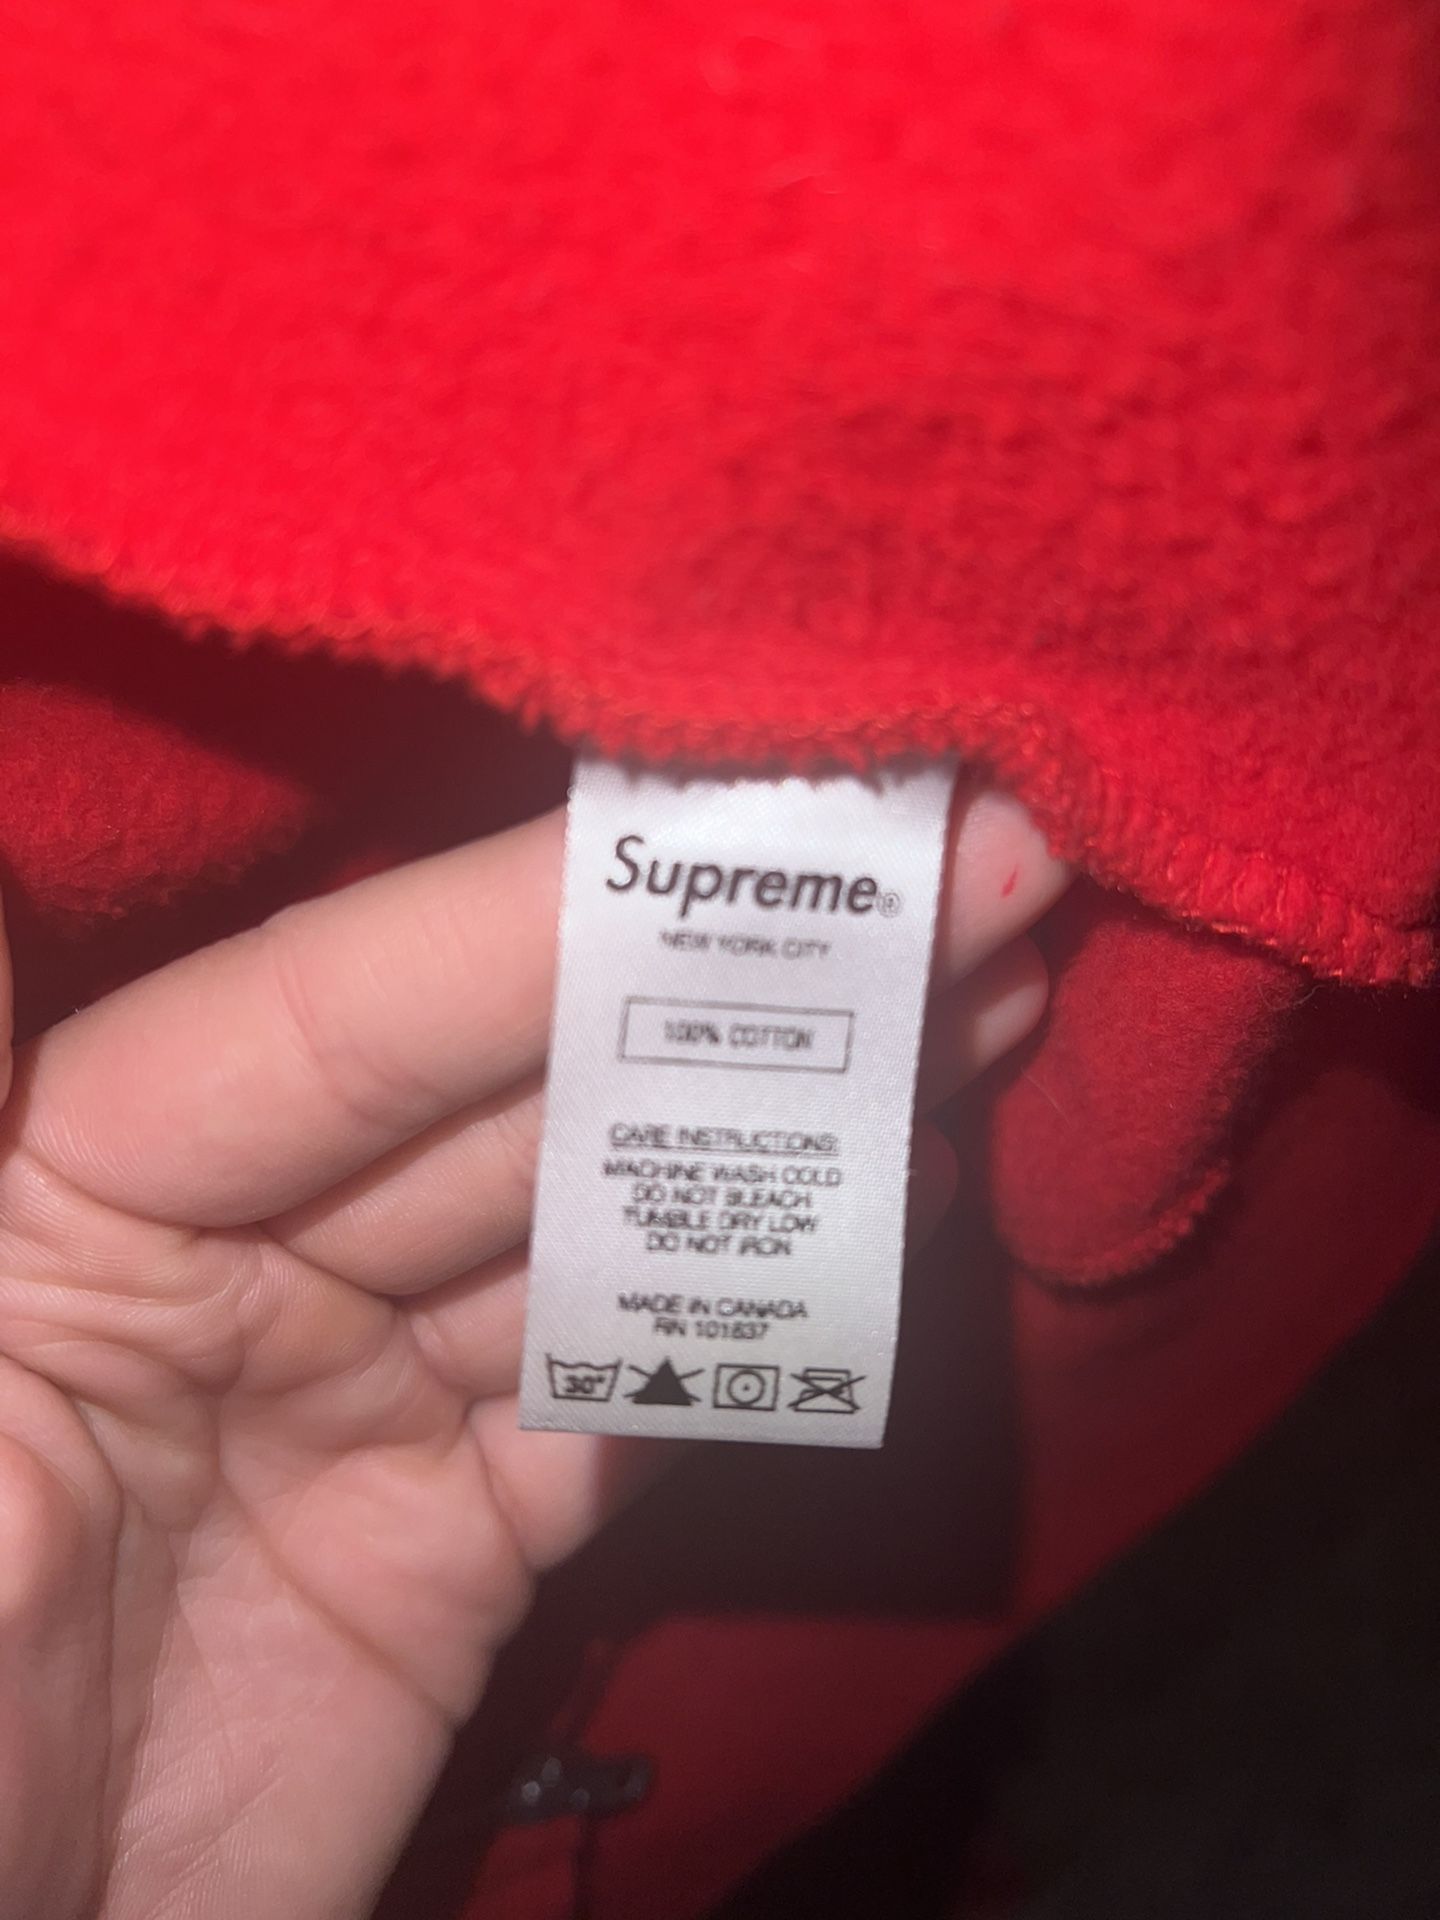 Supreme®
NEW YORK CITY
100% COTTON
CARE INSTRUCTIONS:
MACHINE WASH COLD
DO NOT BLEACH
TUMBLE DRY LOW
DO NOT IRON
MADE IN CANADA
RN 101837
30°